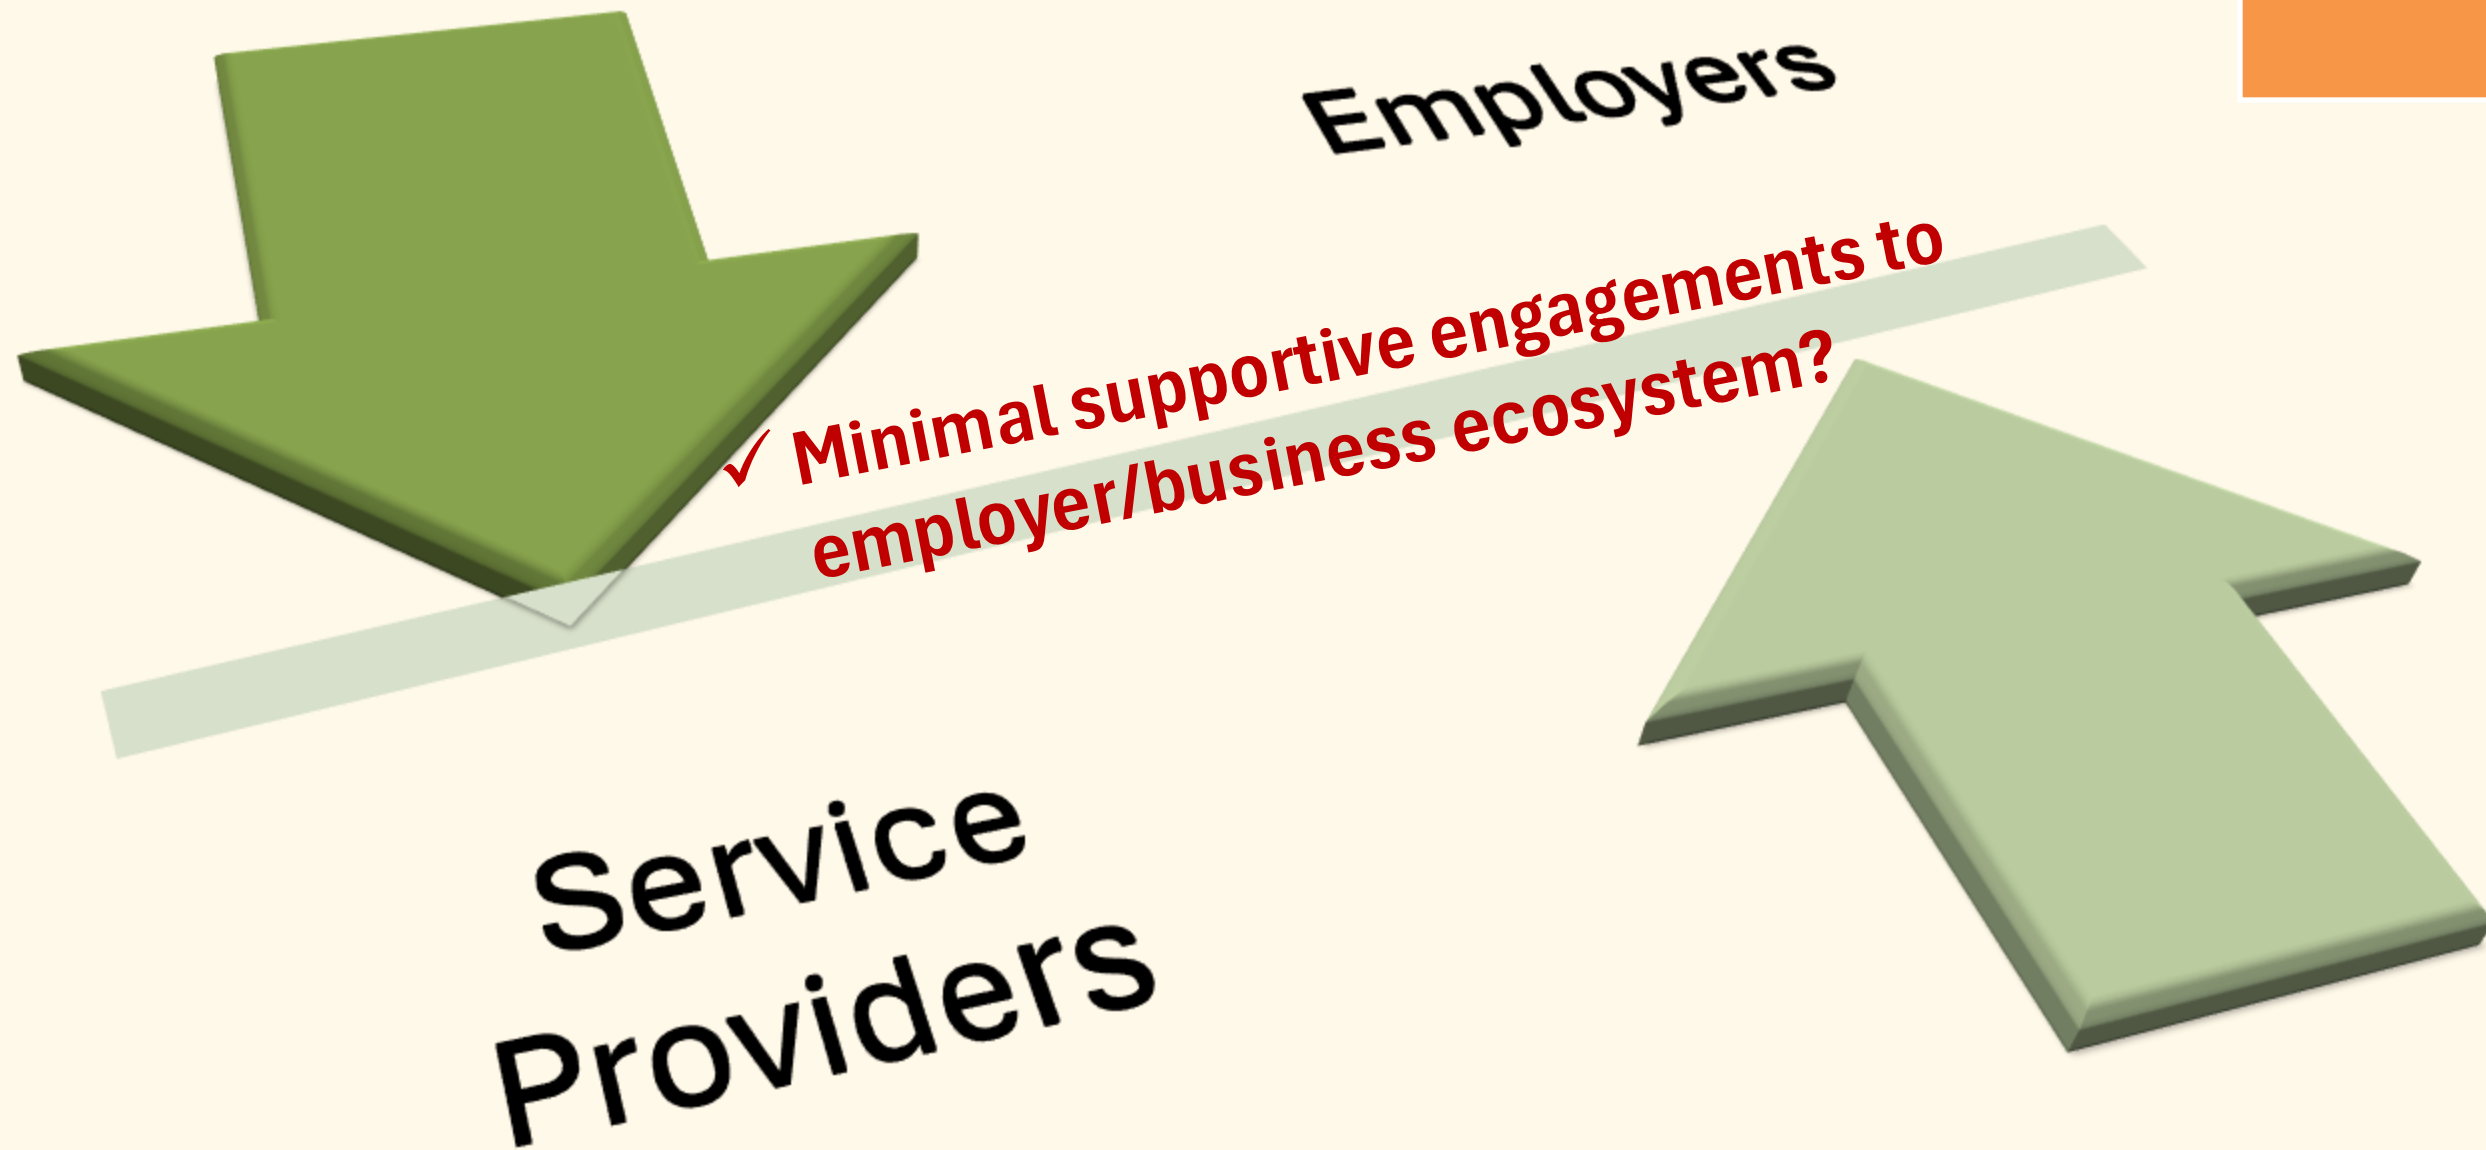 Employers
✓ Minimal supportive engagements to
employer/business ecosystem?
Service
Providers